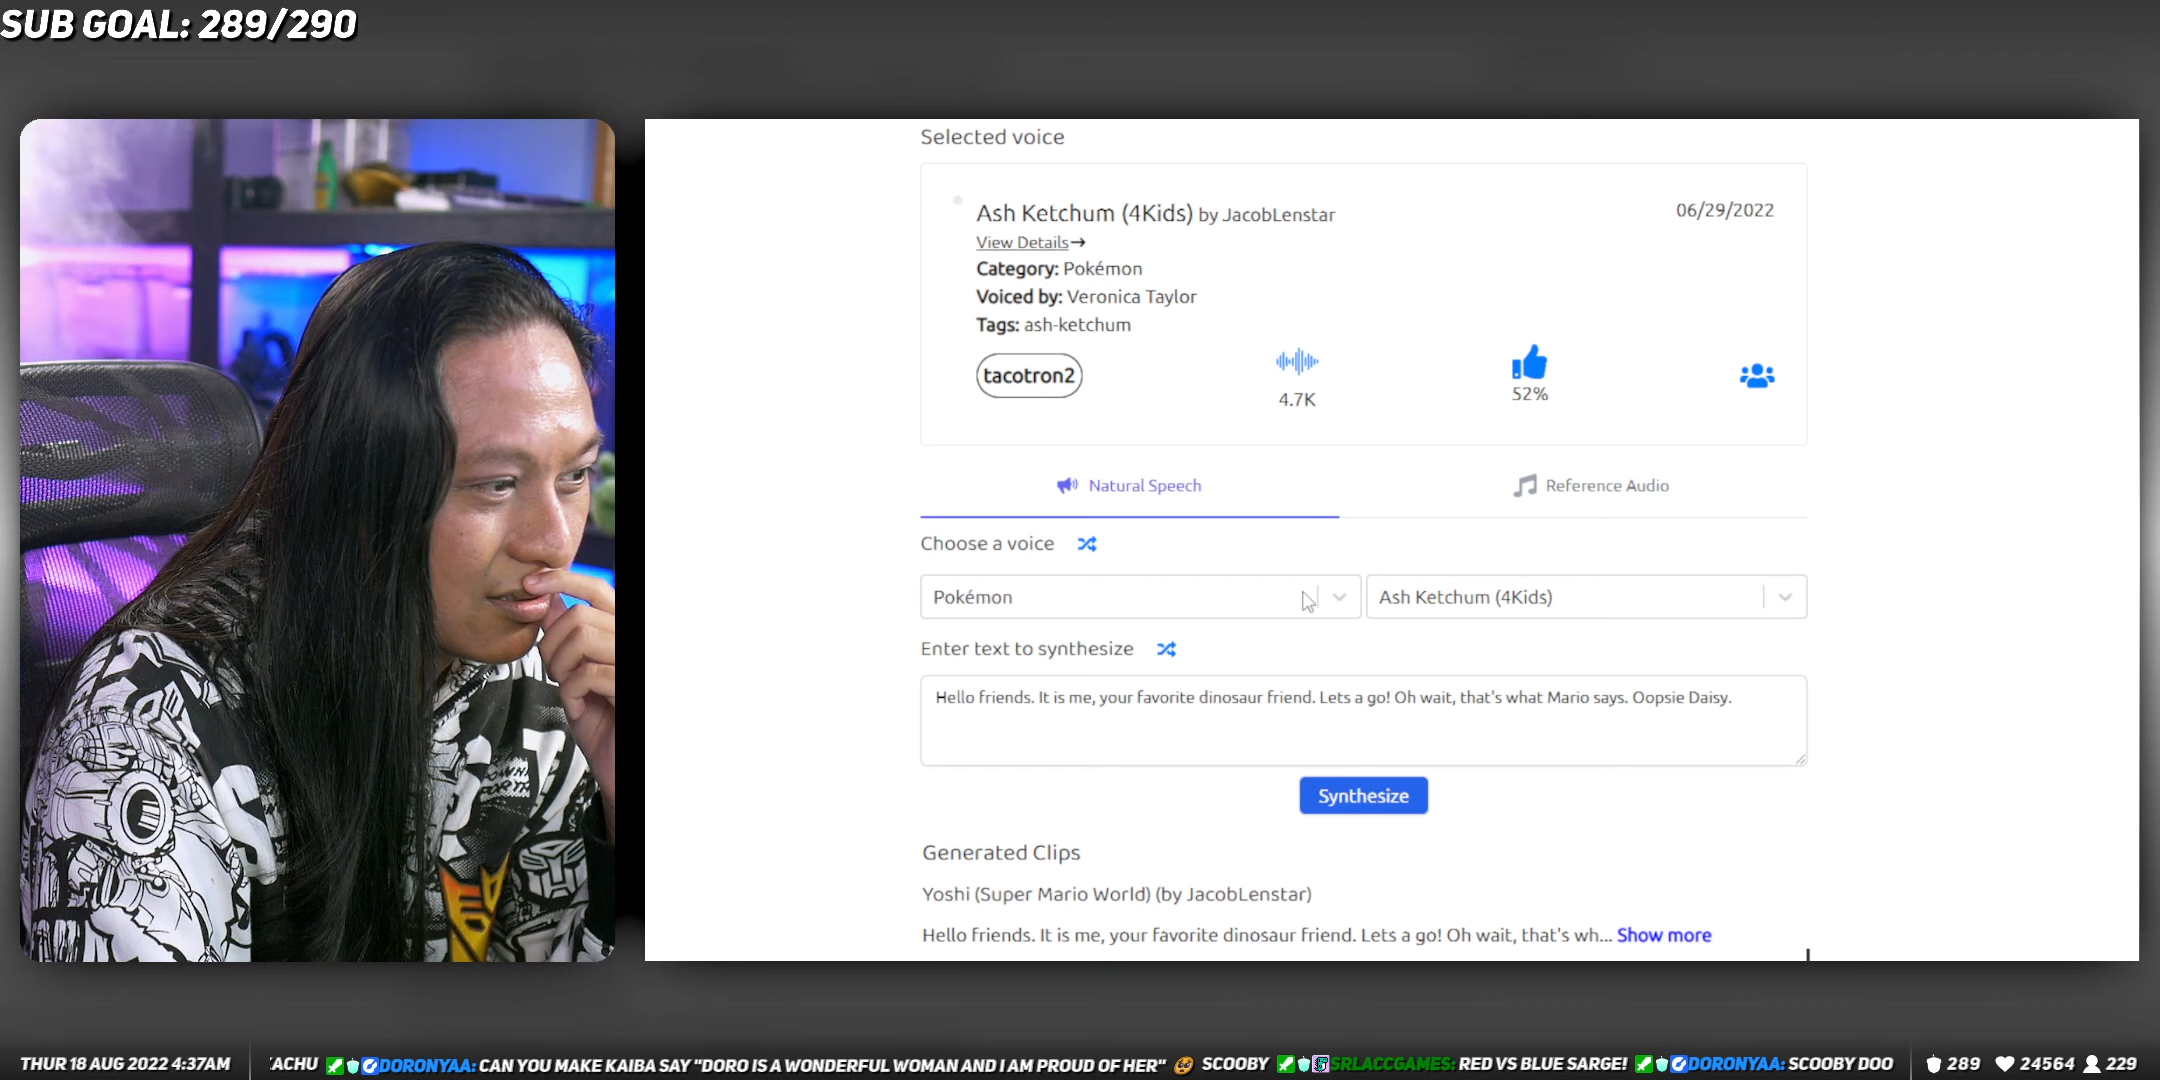 SUB GOAL: 289/290
Selected voice
Ash Ketchum (4Kids) by JacobLenstar
06/29/2022
View Details→
Category: Pokémon
Voiced by: Veronica Taylor
Tags: ash-ketchum
tacotron2
4.7K
52%
Natural Speech
Reference Audio
Choose a voice
Pokémon
Ash Ketchum (4Kids)
Enter text to synthesize
Hello friends. It is me, your favorite dinosaur friend. Lets a go! Oh wait, that's what Mario says. Oopsie Daisy.
Synthesize
Generated Clips
Yoshi (Super Mario World) (by JacobLenstar)
Hello friends. It is me, your favorite dinosaur friend. Lets a go! Oh wait, that's wh... Show more
THUR 18 AUG 2022 4:37AM
ACHU DORONYAA: CAN YOU MAKE KAIBA SAY "DORO IS A WONDERFUL WOMAN AND I AM PROUD OF HER" SCOOBY SRLACCGAMES: RED VS BLUE SARGE! DORONYAA: SCOOBY DOO
289 24564 229